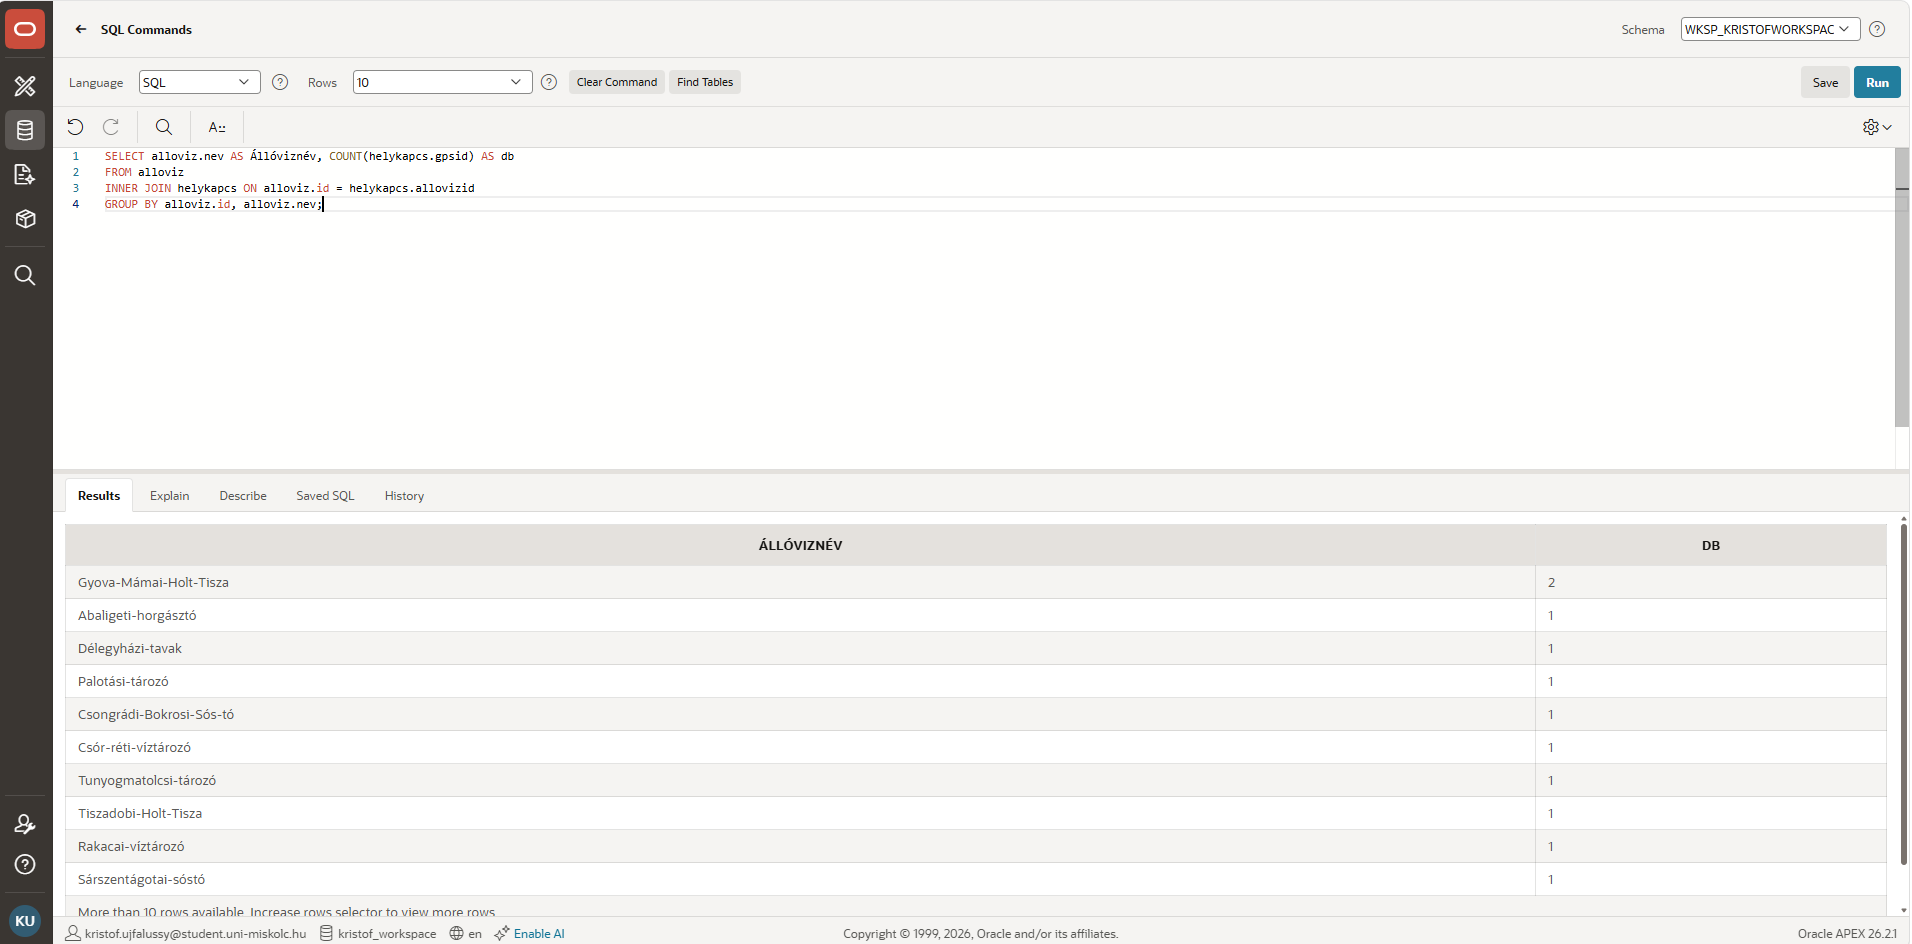 SQL Commands
Schema WKSP_KRISTOFWORKSPAC
Language SQL Rows 10 Clear Command Find Tables Save Run
1 SELECT alloviz.nev AS Állóviznév, COUNT(helykapcs.gpsid) AS db
2 FROM alloviz
3 INNER JOIN helykapcs ON alloviz.id = helykapcs.allovizid
4 GROUP BY alloviz.id, alloviz.nev;
Results Explain Describe Saved SQL History
ÁLLÓVIZNÉV DB
Gyova-Mámai-Holt-Tisza 2
Abaligeti-horgásztó 1
Délegyházi-tavak 1
Palotási-tározó 1
Csongrádi-Bokrosi-Sós-tó 1
Csór-réti-víztározó 1
Tunyogmatolcsi-tározó 1
Tiszadobi-Holt-Tisza 1
Rakacai-víztározó 1
Sárszentágotai-sóstó 1
More than 10 rows available. Increase rows selector to view more rows.
KU kristof.ujfalussy@student.uni-miskolc.hu kristof_workspace en Enable AI Copyright © 1999, 2026, Oracle and/or its affiliates. Oracle APEX 26.2.1